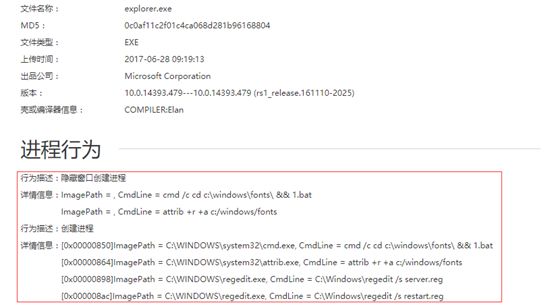 文件名称： explorer.exe
MD5： 0c0af11c2f01c4ca068d281b96168804
文件类型： EXE
上传时间： 2017-06-28 09:19:13
出品公司： Microsoft Corporation
版本： 10.0.14393.479---10.0.14393.479 (rs1_release.161110-2025)
壳或编译器信息： COMPILER:Elan
进程行为
行为描述：隐藏窗口创建进程
详情信息：ImagePath = , CmdLine = cmd /c cd c:\windows\fonts\ && 1.bat
ImagePath = , CmdLine = attrib +r +a c:/windows/fonts
行为描述：创建进程
详情信息：[0x00000850]ImagePath = C:\WINDOWS\system32\cmd.exe, CmdLine = cmd /c cd c:\windows\fonts\ && 1.bat
[0x00000864]ImagePath = C:\WINDOWS\system32\attrib.exe, CmdLine = attrib +r +a c:/windows/fonts
[0x00000898]ImagePath = C:\WINDOWS\regedit.exe, CmdLine = C:\Windows\regedit /s server.reg
[0x000008ac]ImagePath = C:\WINDOWS\regedit.exe, CmdLine = C:\Windows\regedit /s restart.reg